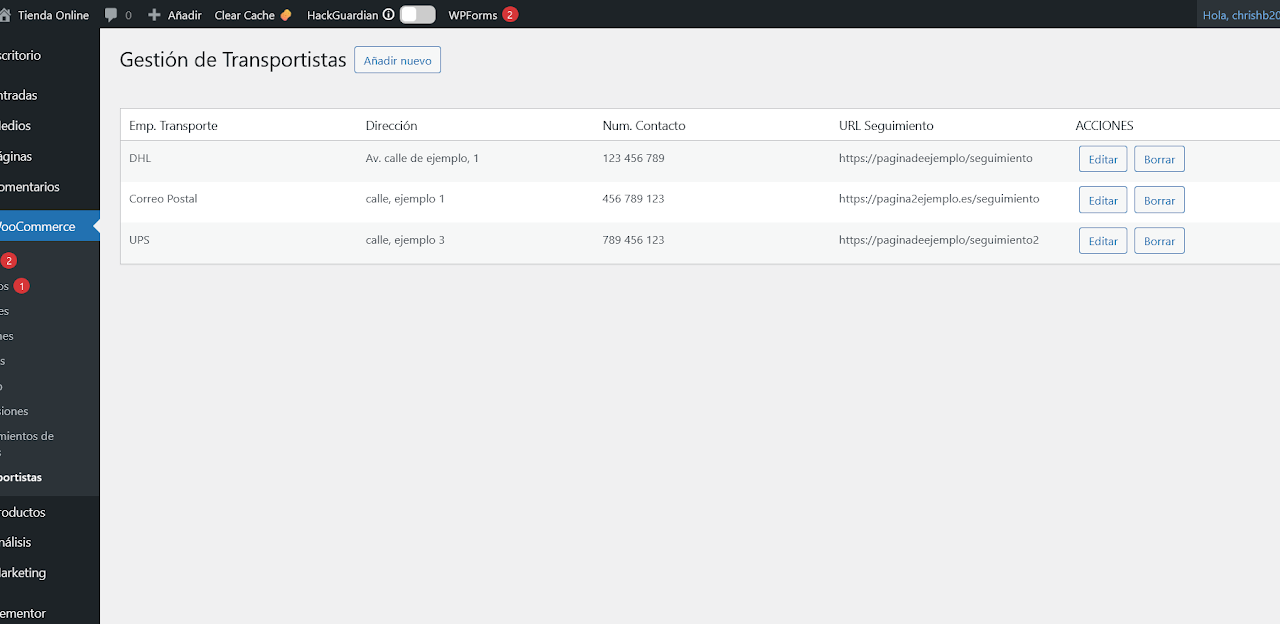 Tienda Online 0 Añadir Clear Cache HackGuardian WPForms 2 Hola, chrishb20
scritorio
ntradas
ledios
áginas
omentarios
WooCommerce
2
os 1
es
nes
s
o
siones
mientos de
s
portistas
roductos
nálisis
Marketing
lementor
Gestión de Transportistas Añadir nuevo
Emp. Transporte Dirección Num. Contacto URL Seguimiento ACCIONES
DHL Av. calle de ejemplo, 1 123 456 789 https://paginadeejemplo/seguimiento Editar Borrar
Correo Postal calle, ejemplo 1 456 789 123 https://pagina2ejemplo.es/seguimiento Editar Borrar
UPS calle, ejemplo 3 789 456 123 https://paginadeejemplo/seguimiento2 Editar Borrar